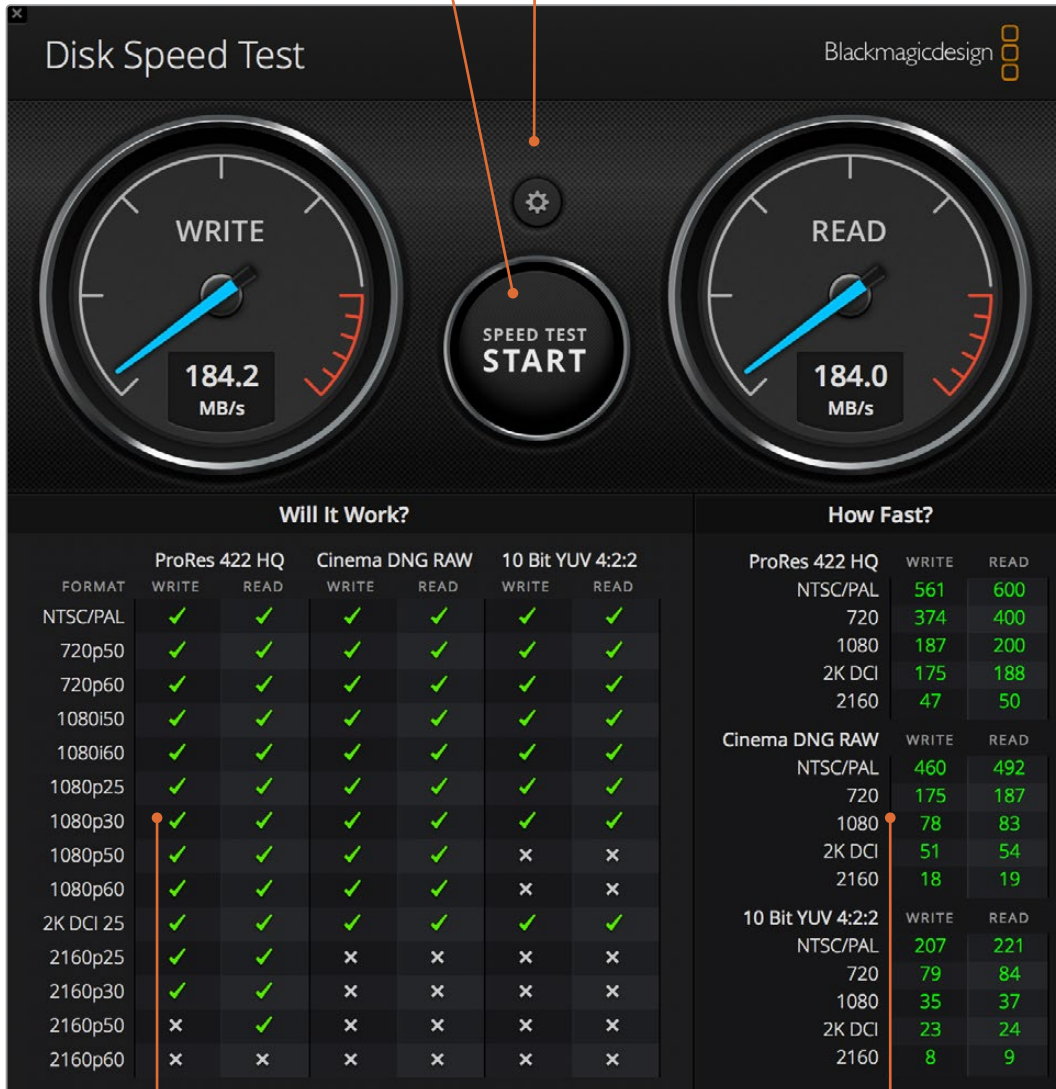 Disk Speed Test
Blackmagicdesign
WRITE
184.2
MB/s
SPEED TEST
START
READ
184.0
MB/s
Will It Work?
ProRes 422 HQ Cinema DNG RAW 10 Bit YUV 4:2:2
FORMAT WRITE READ WRITE READ WRITE READ
NTSC/PAL
720p50
720p60
1080i50
1080i60
1080p25
1080p30
1080p50
1080p60
2K DCI 25
2160p25
2160p30
2160p50
2160p60
How Fast?
ProRes 422 HQ WRITE READ
NTSC/PAL 561 600
720 374 400
1080 187 200
2K DCI 175 188
2160 47 50
Cinema DNG RAW WRITE READ
NTSC/PAL 460 492
720 175 187
1080 78 83
2K DCI 51 54
2160 18 19
10 Bit YUV 4:2:2 WRITE READ
NTSC/PAL 207 221
720 79 84
1080 35 37
2K DCI 23 24
2160 8 9